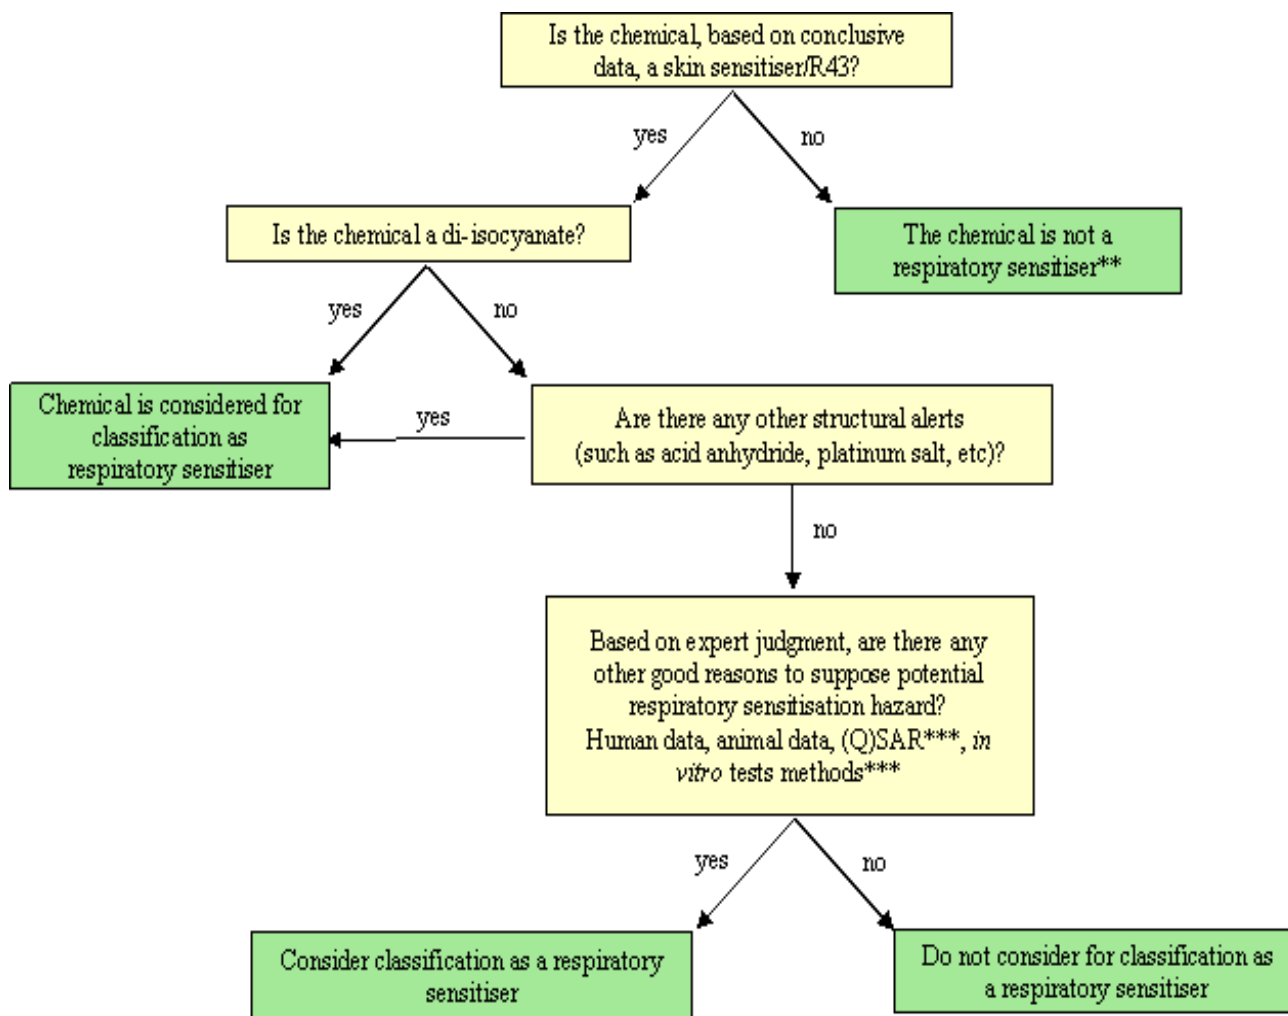 Is the chemical, based on conclusive
data, a skin sensitiser/R43?
yes
no
Is the chemical a di-isocyanate?
The chemical is not a
respiratory sensitiser**
yes
no
Chemical is considered for
classification as
respiratory sensitiser
yes
Are there any other structural alerts
(such as acid anhydride, platinum salt, etc)?
no
Based on expert judgment, are there any
other good reasons to suppose potential
respiratory sensitisation hazard?
Human data, animal data, (Q)SAR***, in
vitro tests methods***
yes
no
Consider classification as a respiratory
sensitiser
Do not consider for classification as
a respiratory sensitiser